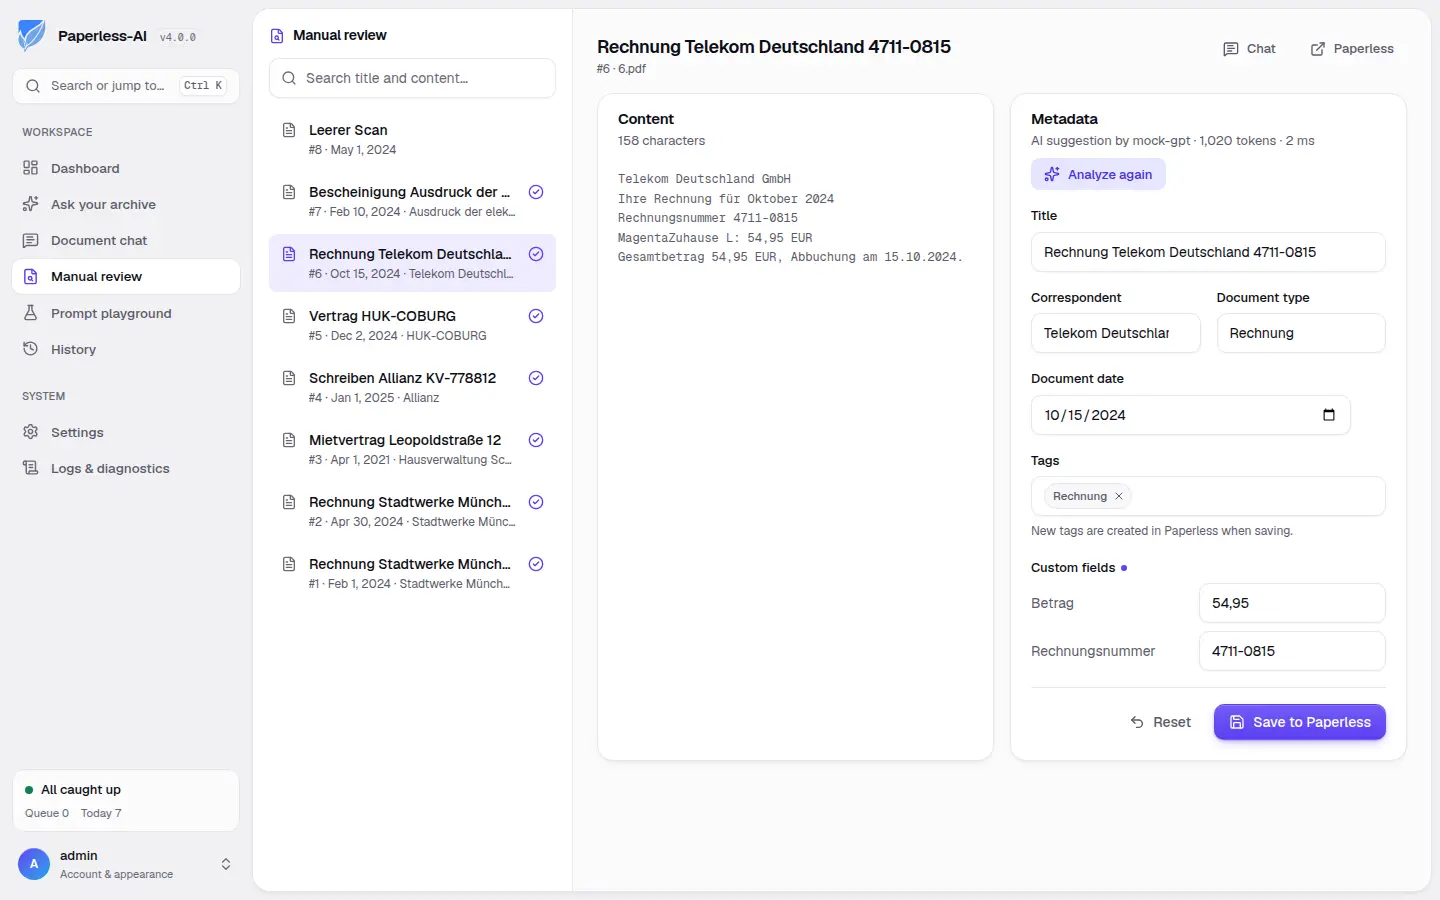 Paperless-AI v4.0.0
Search or jump to... Ctrl K
WORKSPACE
Dashboard
Ask your archive
Document chat
Manual review
Prompt playground
History
SYSTEM
Settings
Logs & diagnostics
All caught up
Queue 0 Today 7
A
admin
Account & appearance
Manual review
Search title and content...
Leerer Scan
#8 · May 1, 2024
Bescheinigung Ausdruck der ...
#7 · Feb 10, 2024 · Ausdruck der elek...
Rechnung Telekom Deutschla...
#6 · Oct 15, 2024 · Telekom Deutschl...
Vertrag HUK-COBURG
#5 · Dec 2, 2024 · HUK-COBURG
Schreiben Allianz KV-778812
#4 · Jan 1, 2025 · Allianz
Mietvertrag Leopoldstraße 12
#3 · Apr 1, 2021 · Hausverwaltung Sc...
Rechnung Stadtwerke Münch...
#2 · Apr 30, 2024 · Stadtwerke Münc...
Rechnung Stadtwerke Münch...
#1 · Feb 1, 2024 · Stadtwerke Münch...
Rechnung Telekom Deutschland 4711-0815
#6 · 6.pdf
Chat
Paperless
Content
158 characters
Telekom Deutschland GmbH
Ihre Rechnung für Oktober 2024
Rechnungsnummer 4711-0815
MagentaZuhause L: 54,95 EUR
Gesamtbetrag 54,95 EUR, Abbuchung am 15.10.2024.
Metadata
AI suggestion by mock-gpt · 1,020 tokens · 2 ms
Analyze again
Title
Rechnung Telekom Deutschland 4711-0815
Correspondent Document type
Telekom Deutschlar Rechnung
Document date
10/15/2024
Tags
Rechnung
New tags are created in Paperless when saving.
Custom fields
Betrag 54,95
Rechnungsnummer 4711-0815
Reset Save to Paperless